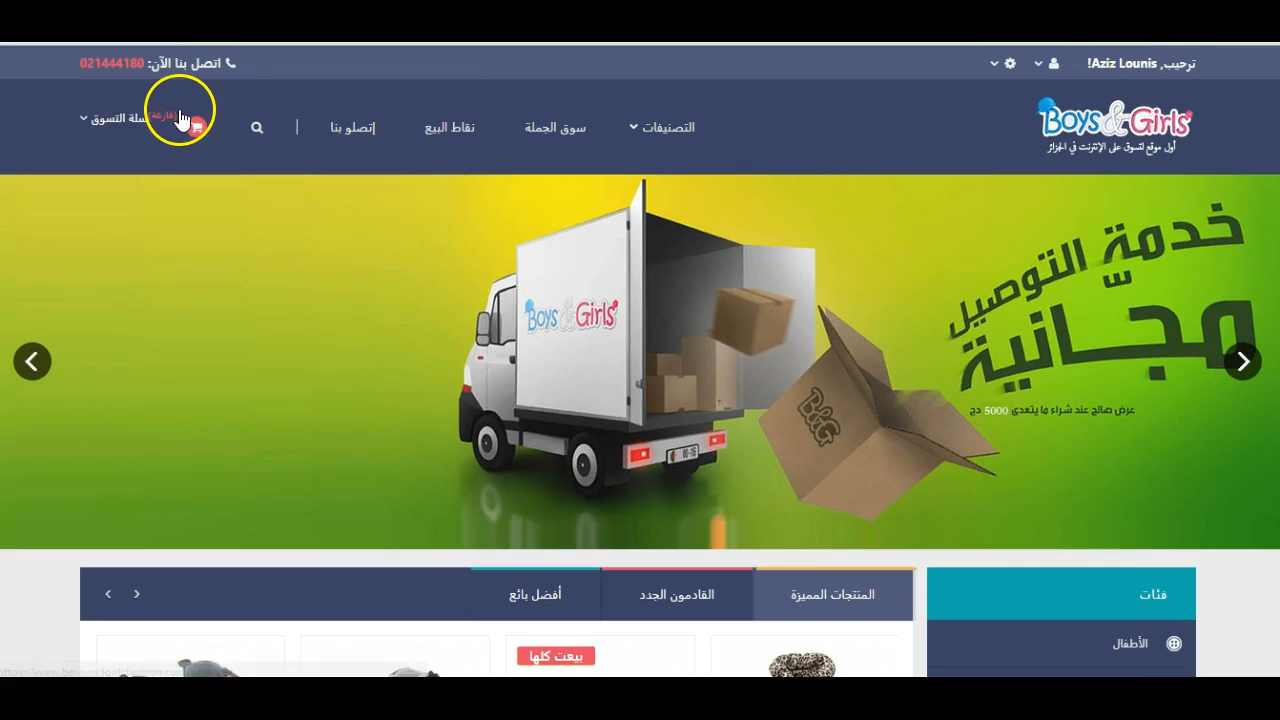 ترحيب, Aziz Lounis!
اتصل بنا الآن: 021444180
Boys & Girls
أول موقع لتسوق على الإنترنت في الجزائر
التصنيفات
سوق الجملة
نقاط البيع
إتصلو بنا
سلة التسوق
خدمة التوصيل
مجّانية
عرض صالح عند شراء ما يتعدى 5000 دج
Boys & Girls
B&G
المنتجات المميزة
القادمون الجدد
أفضل بائع
فئات
الأطفال
بيعت كلها